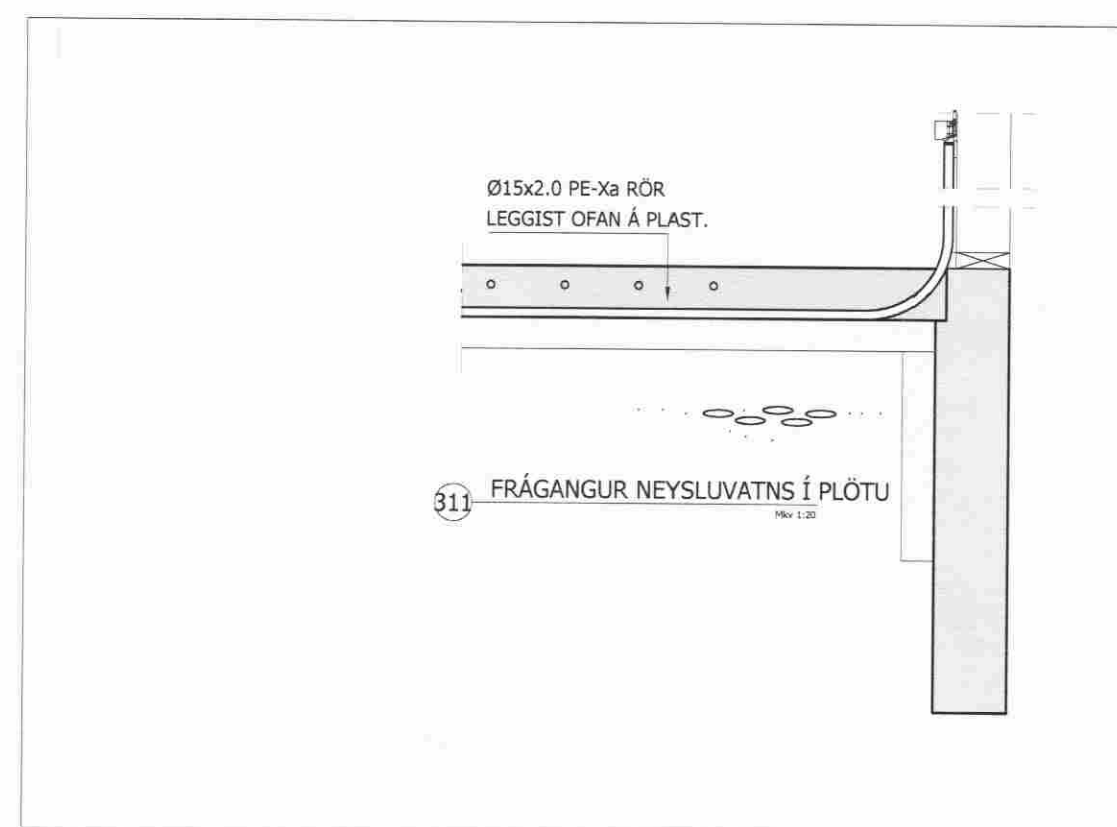 Ø15x2.0 PE-Xa RÖR
LEGGIST OFAN Á PLAST.
311 FRÁGANGUR NEYSLUVATNS Í PLÖTU
Mkv 1:20